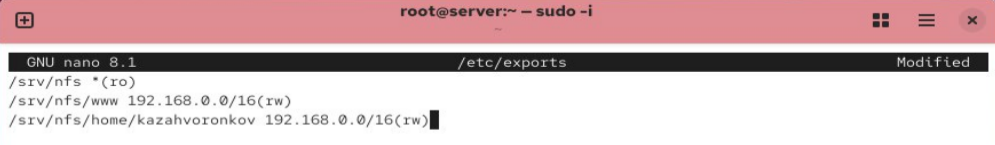 root@server:~ — sudo -i
~
GNU nano 8.1 /etc/exports Modified
/srv/nfs *(ro)
/srv/nfs/www 192.168.0.0/16(rw)
/srv/nfs/home/kazahvoronkov 192.168.0.0/16(rw)